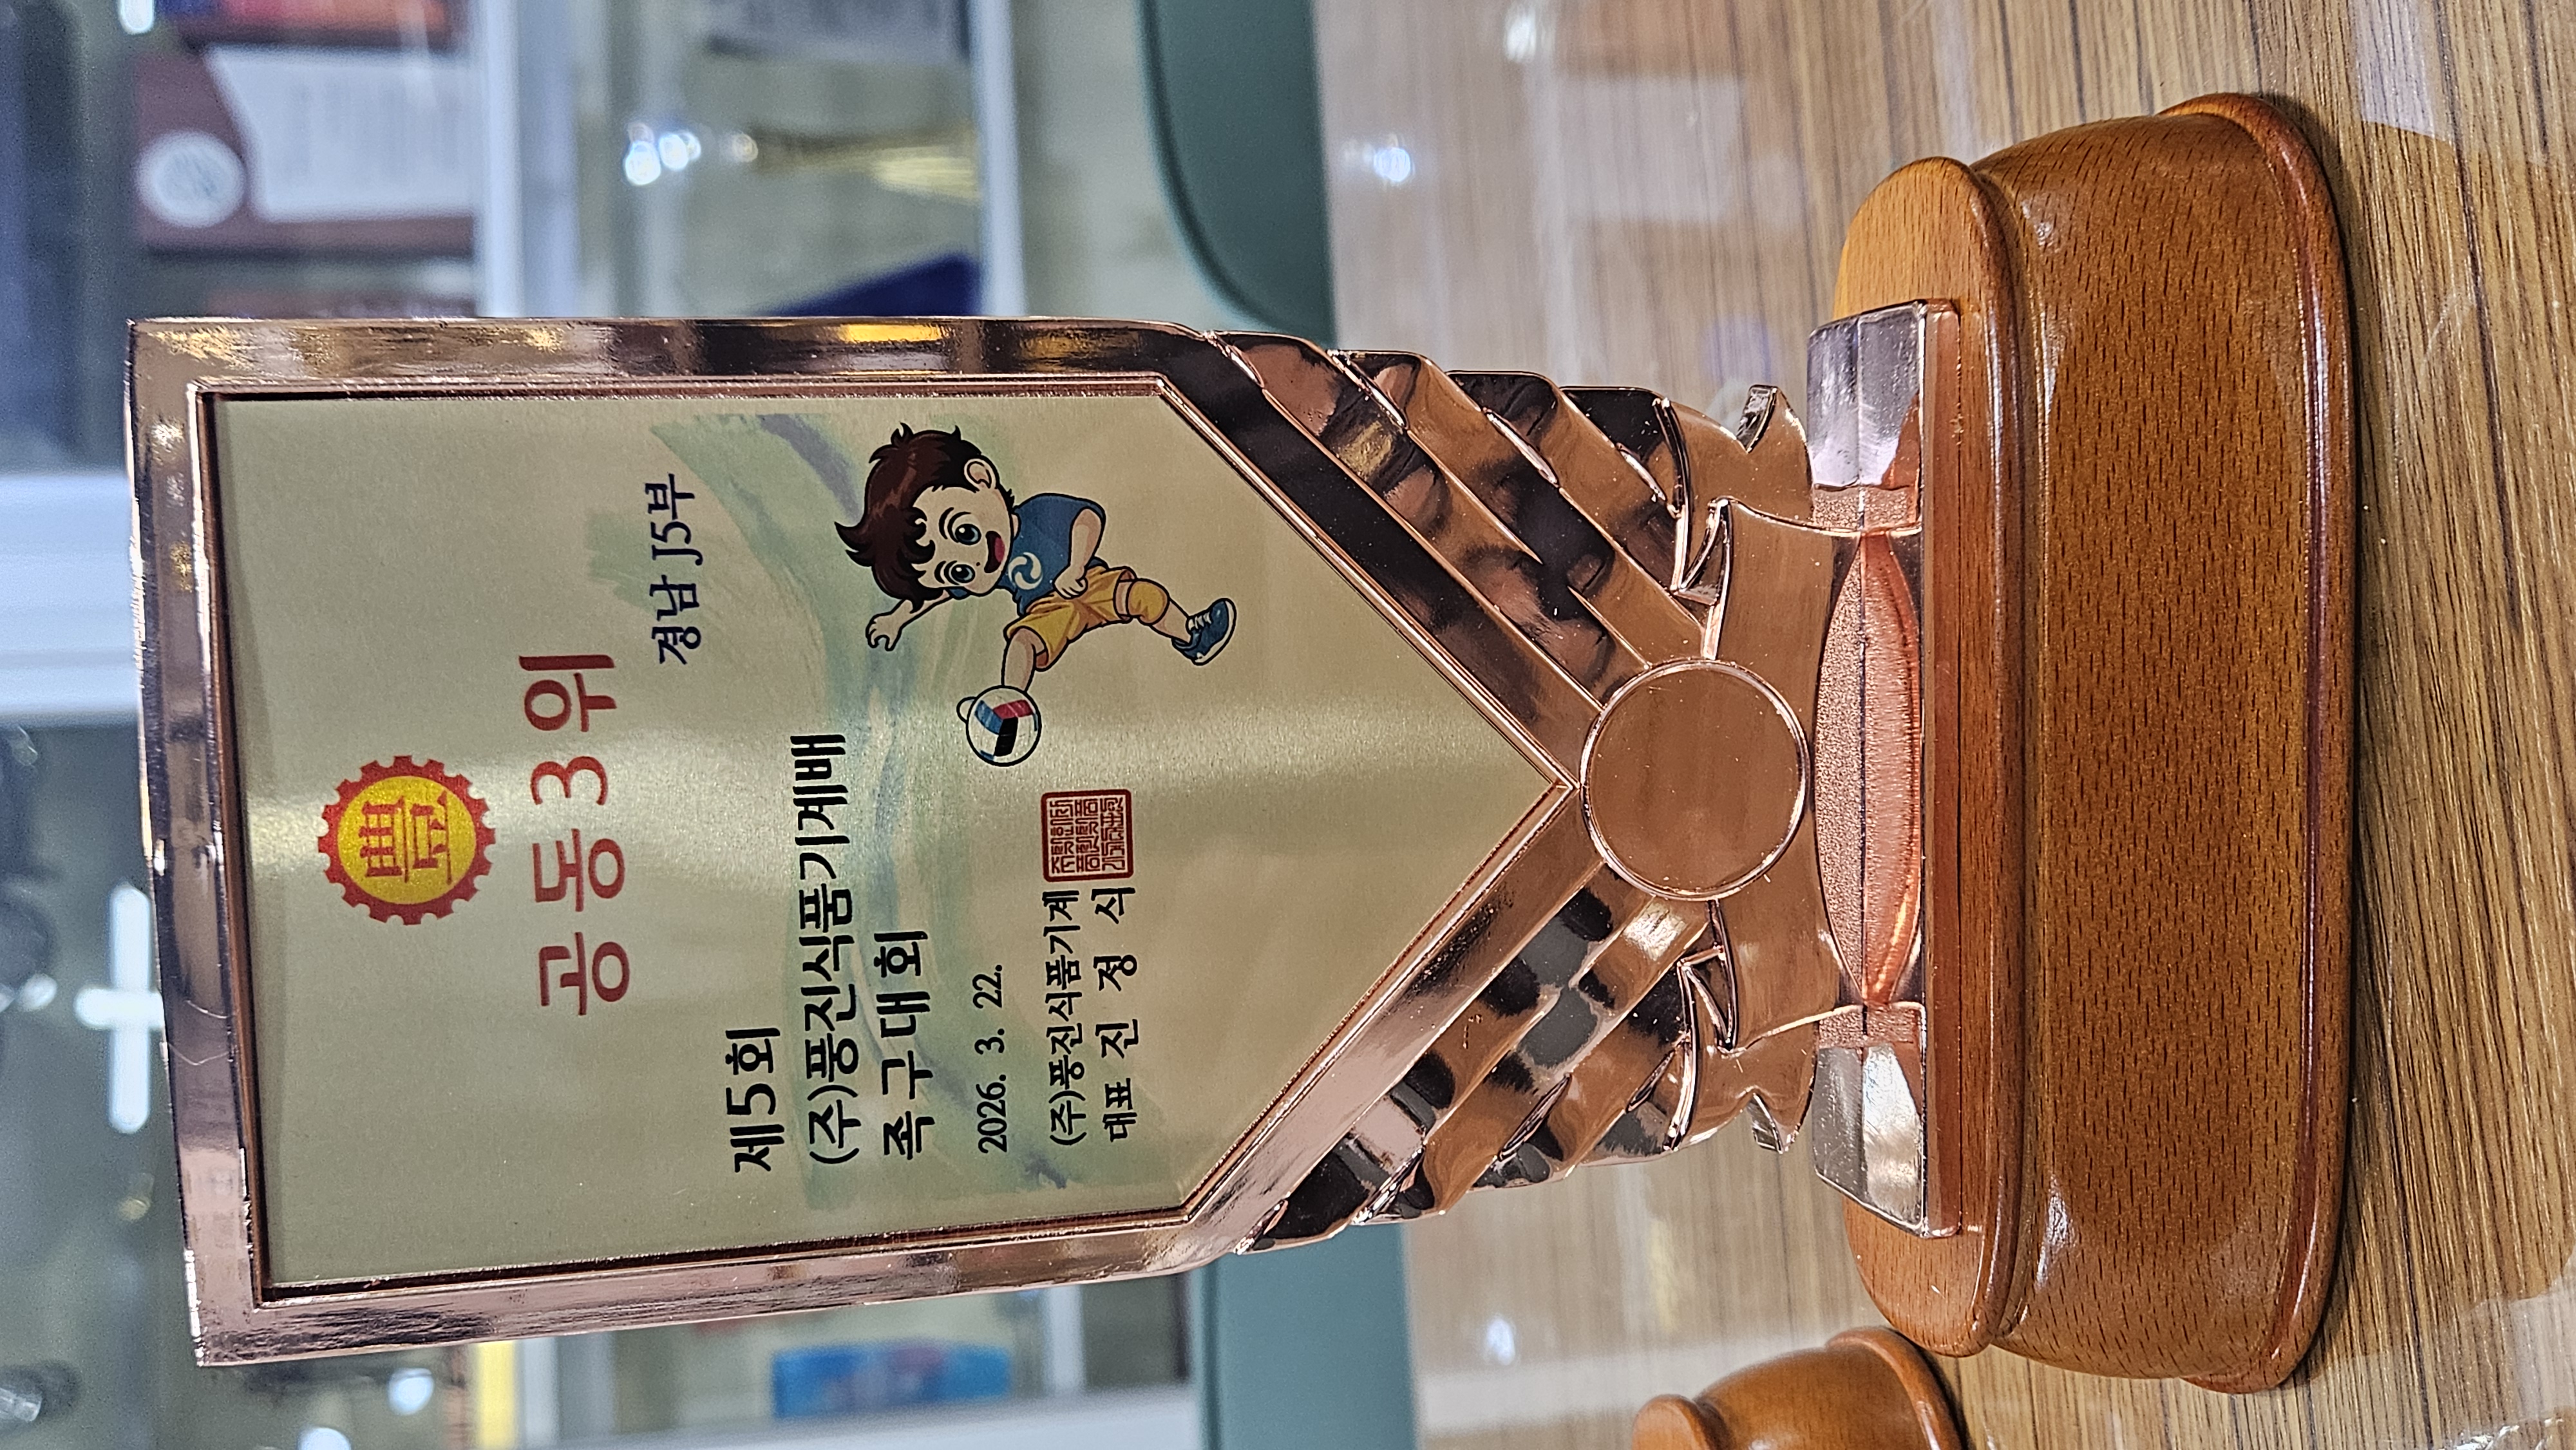 豊
공동3위
경남 J5부
제5회
(주)풍진식품기계배
족구대회
2026. 3. 22.
(주)풍진식품기계
대표 진 정 식